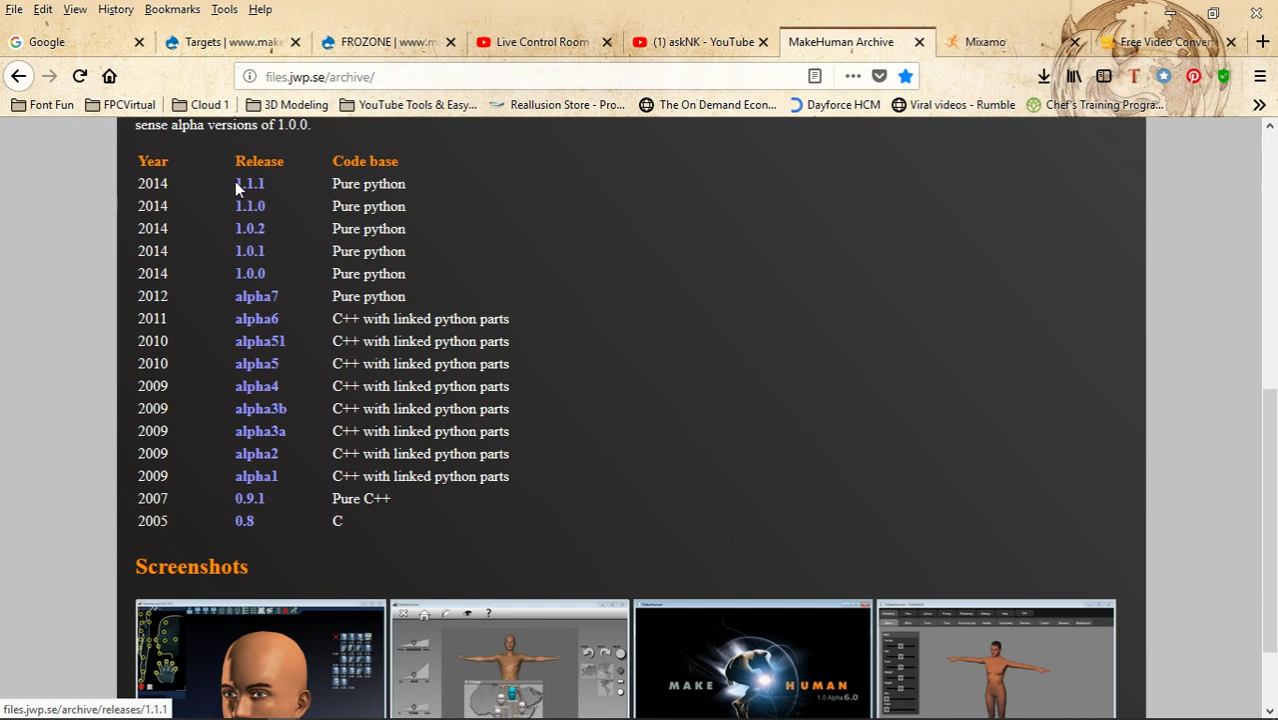 File Edit View History Bookmarks Tools Help
Google Targets | www.make FROZONE | www.m Live Control Room - (1) askNK - YouTube MakeHuman Archive Mixamo Free Video Convert
files.jwp.se/archive/
Font Fun FPCVirtual Cloud 1 3D Modeling YouTube Tools & Easy... Reallusion Store - Pro... The On Demand Econ... Dayforce HCM Viral videos - Rumble Chef's Training Progra...
sense alpha versions of 1.0.0.
Year Release Code base
2014 1.1.1 Pure python
2014 1.1.0 Pure python
2014 1.0.2 Pure python
2014 1.0.1 Pure python
2014 1.0.0 Pure python
2012 alpha7 Pure python
2011 alpha6 C++ with linked python parts
2010 alpha51 C++ with linked python parts
2010 alpha5 C++ with linked python parts
2009 alpha4 C++ with linked python parts
2009 alpha3b C++ with linked python parts
2009 alpha3a C++ with linked python parts
2009 alpha2 C++ with linked python parts
2009 alpha1 C++ with linked python parts
2007 0.9.1 Pure C++
2005 0.8 C
Screenshots
MAKE HUMAN
1.0 Alpha 6.0
files.jwp.se/archive/releases/1.1.1